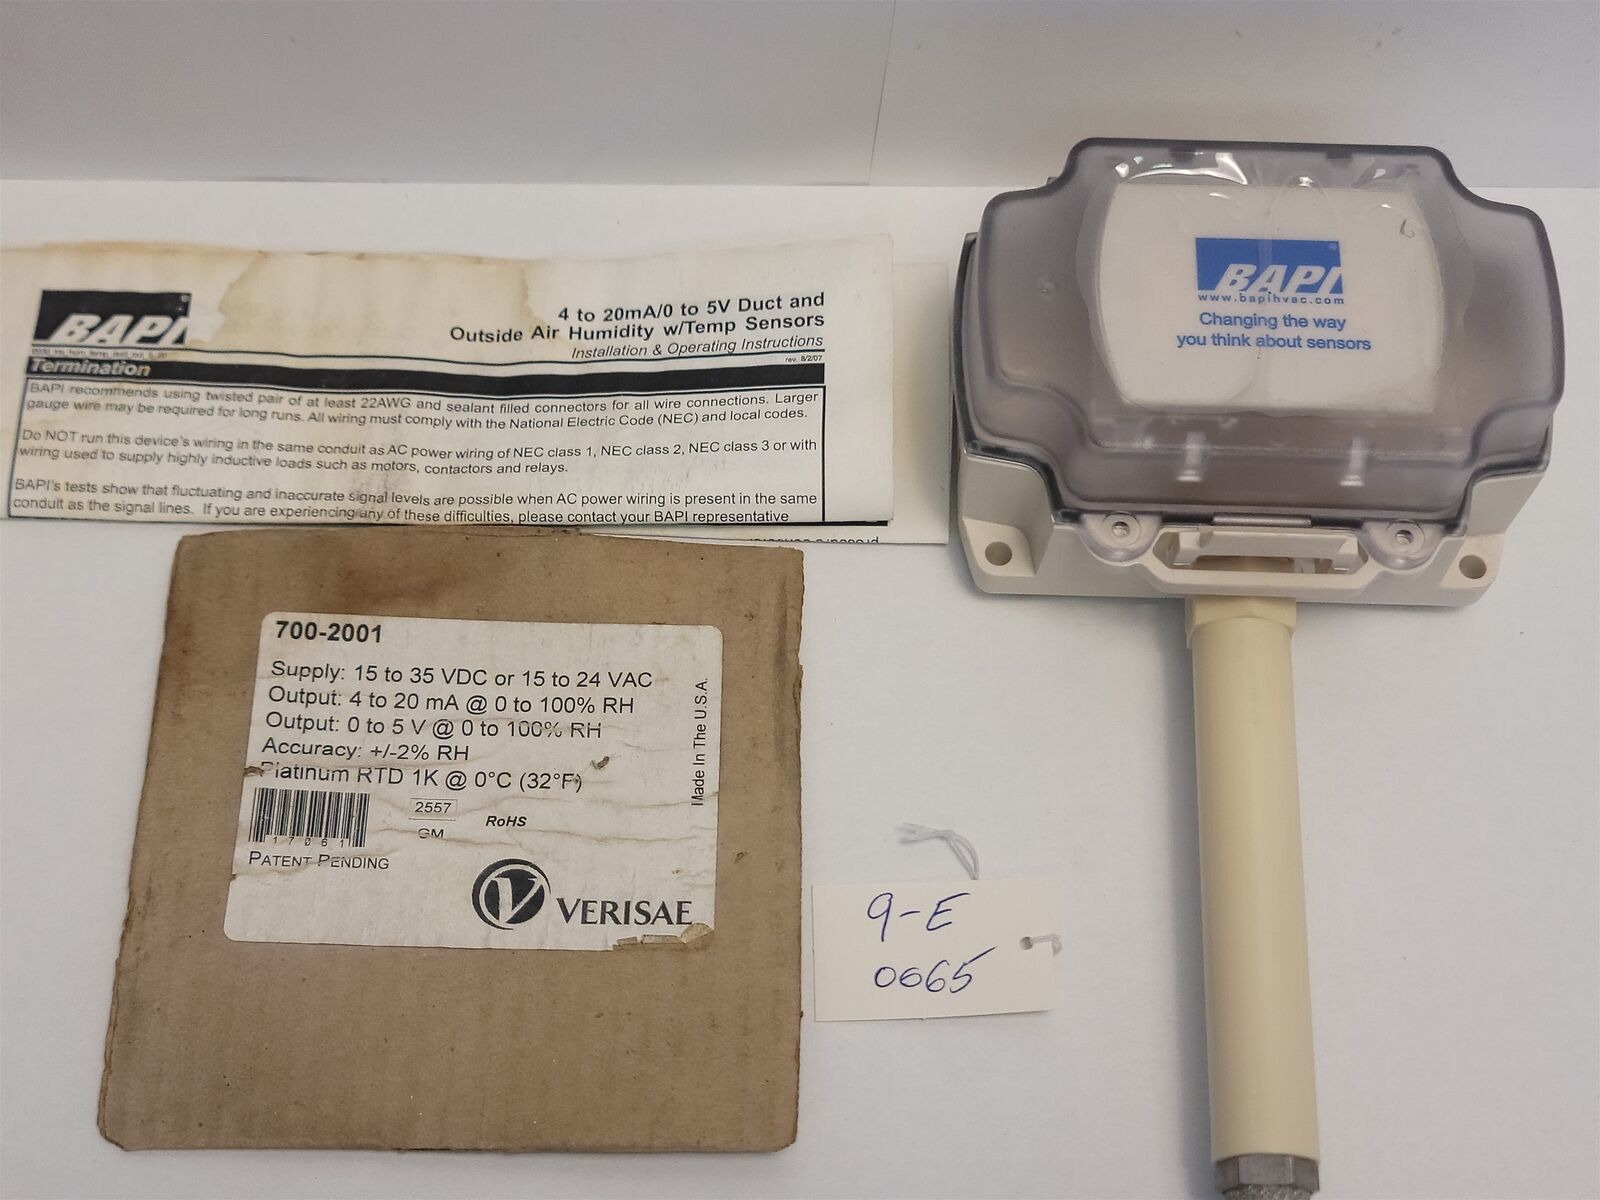 BAPI
4 to 20mA/0 to 5V Duct and
Outside Air Humidity w/Temp Sensors
Installation & Operating Instructions
rev. 8/2/07
Termination
BAPI recommends using twisted pair of at least 22AWG and sealant filled connectors for all wire connections. Larger
gauge wire may be required for long runs. All wiring must comply with the National Electric Code (NEC) and local codes.
Do NOT run this device's wiring in the same conduit as AC power wiring of NEC class 1, NEC class 2, NEC class 3 or with
wiring used to supply highly inductive loads such as motors, contactors and relays.
BAPI's tests show that fluctuating and inaccurate signal levels are possible when AC power wiring is present in the same
conduit as the signal lines. If you are experiencing any of these difficulties, please contact your BAPI representative
700-2001
Supply: 15 to 35 VDC or 15 to 24 VAC
Output: 4 to 20 mA @ 0 to 100% RH
Output: 0 to 5 V @ 0 to 100% RH
Accuracy: +/-2% RH
Platinum RTD 1K @ 0°C (32°F)
Made In The U.S.A.
2557
GM
RoHS
17061
PATENT PENDING
V VERISAE
9-E
0065
BAPI
www.bapihvac.com
Changing the way
you think about sensors